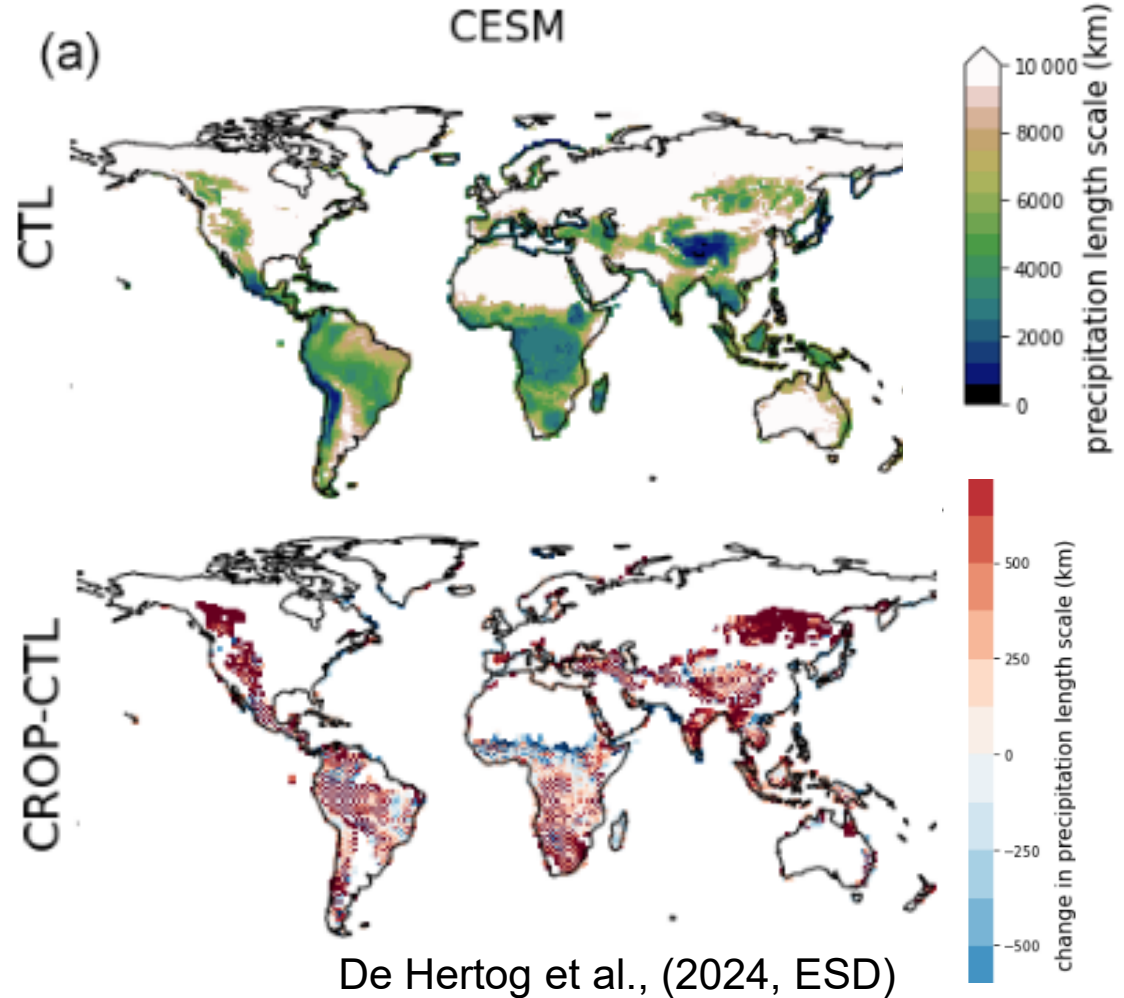 CESM
(a)
CTL
10 000
8000
6000
4000
2000
0
precipitation length scale (km)
CROP-CTL
500
250
0
−250
−500
change in precipitation length scale (km)
De Hertog et al., (2024, ESD)